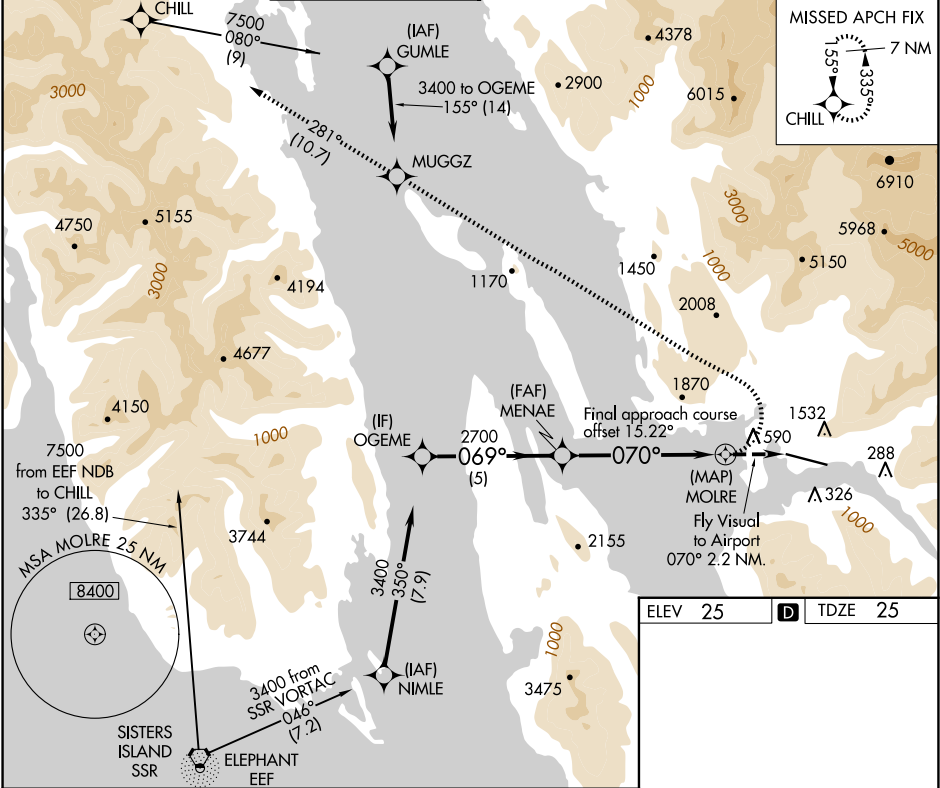 CHILL
7500
080°
(9)
(IAF)
GUMLE
3400 to OGEME
155° (14)
4378
2900
1000
6015
MISSED APCH FIX
7 NM
155°
335°
CHILL
3000
281°
(10.7)
MUGGZ
6910
3000
4750
5155
5968
5000
3000
4194
1170
1450
1000
5150
2008
4677
4150
1870
(FAF)
MENAE
Final approach course
offset 15.22°
1532
(IF)
OGEME
2700
069°
(5)
070°
590
288
1000
7500
from EEF NDB
to CHILL
335° (26.8)
(MAP)
MOLRE
326
1000
Fly Visual
to Airport
070° 2.2 NM.
3744
2155
MSA MOLRE 25 NM
8400
3400
350°
(7.9)
ELEV 25
D
TDZE 25
1000
3475
(IAF)
NIMLE
3400 from
SSR VORTAC
046°
(7.2)
SISTERS
ISLAND
SSR
ELEPHANT
EEF